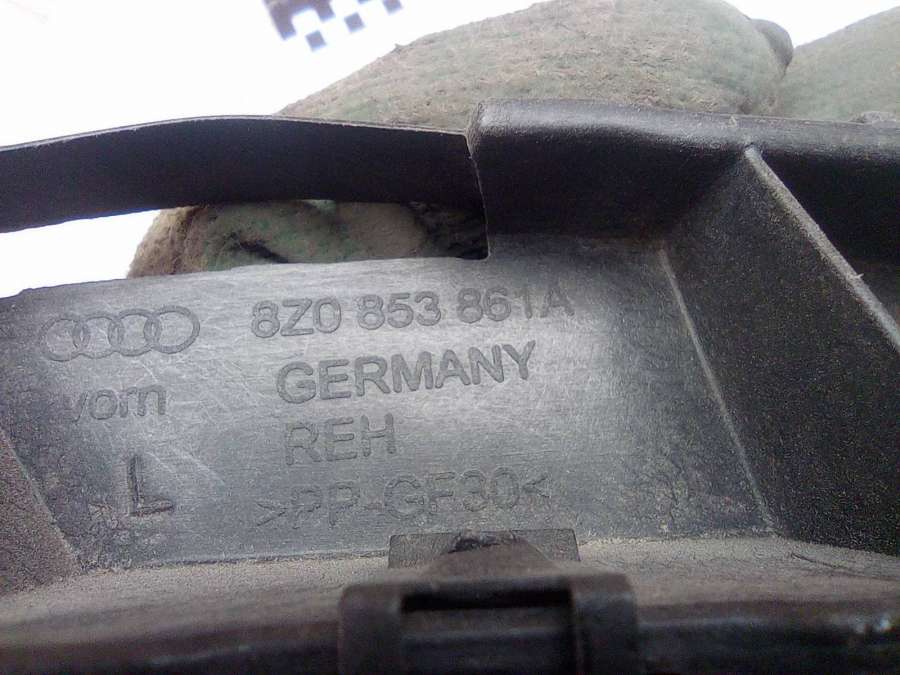 8Z0 853 861A
GERMANY
vorn
REH
L
>PP-GF30<